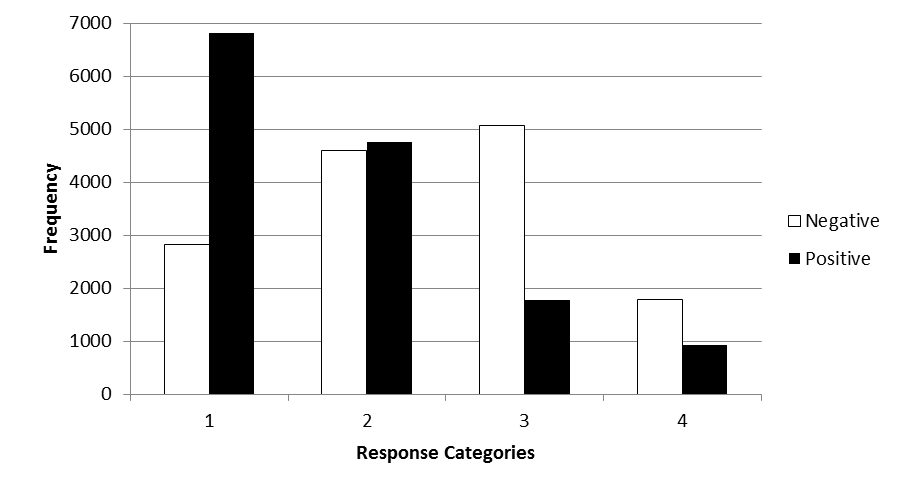 7000
6000
5000
4000
3000
2000
1000
0
Frequency
1 2 3 4
Response Categories
Negative
Positive